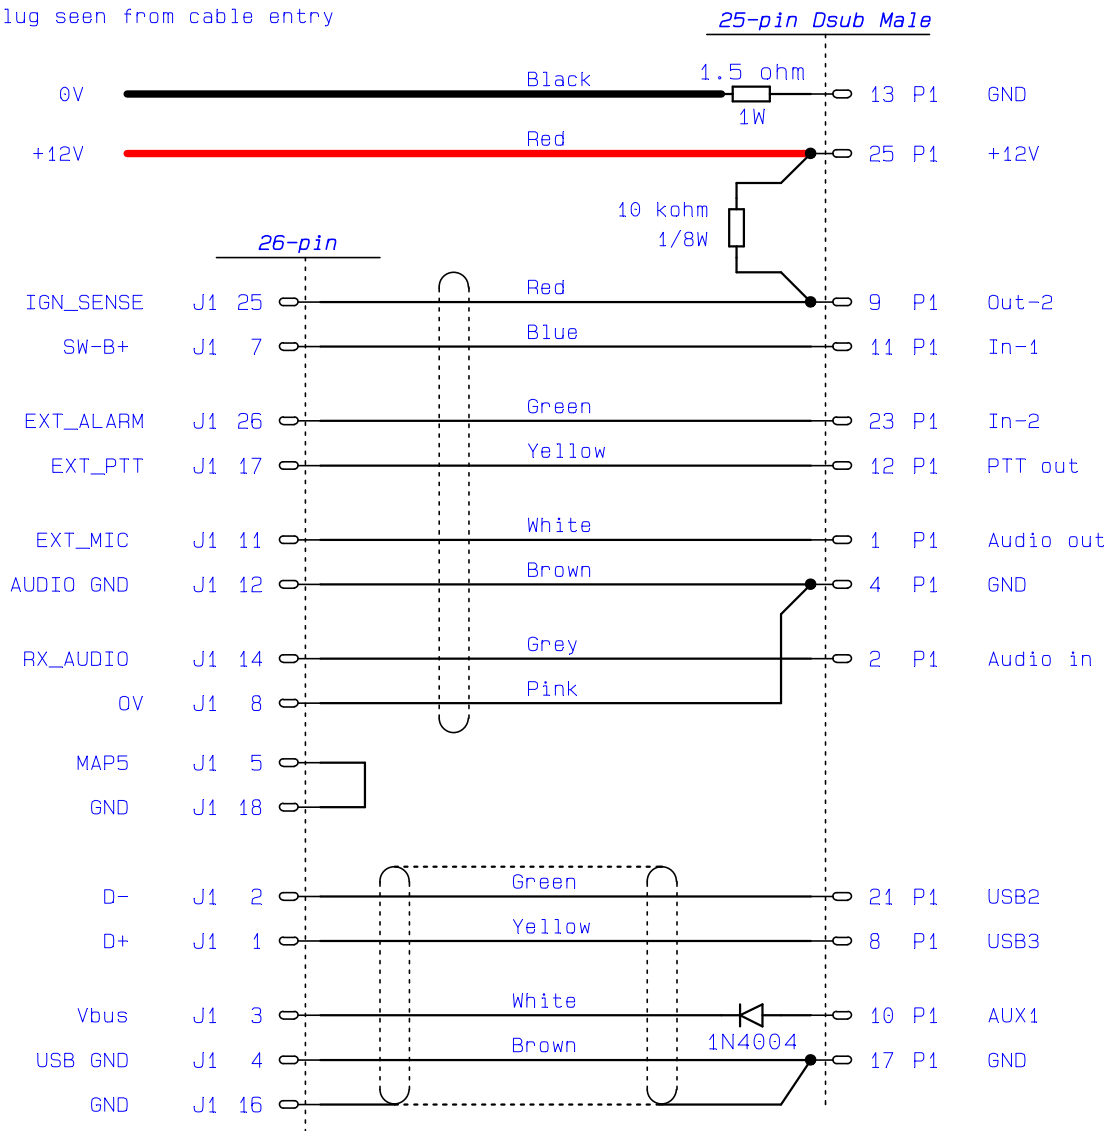 lug seen from cable entry
25-pin Dsub Male
0V Black 1.5 ohm 13 P1 GND
1W
+12V Red 25 P1 +12V
10 kohm
1/8W
26-pin
IGN_SENSE J1 25 Red 9 P1 Out-2
SW-B+ J1 7 Blue 11 P1 In-1
EXT_ALARM J1 26 Green 23 P1 In-2
EXT_PTT J1 17 Yellow 12 P1 PTT out
EXT_MIC J1 11 White 1 P1 Audio out
AUDIO GND J1 12 Brown 4 P1 GND
RX_AUDIO J1 14 Grey 2 P1 Audio in
0V J1 8 Pink
MAP5 J1 5
GND J1 18
D- J1 2 Green 21 P1 USB2
D+ J1 1 Yellow 8 P1 USB3
Vbus J1 3 White 10 P1 AUX1
1N4004
USB GND J1 4 Brown 17 P1 GND
GND J1 16